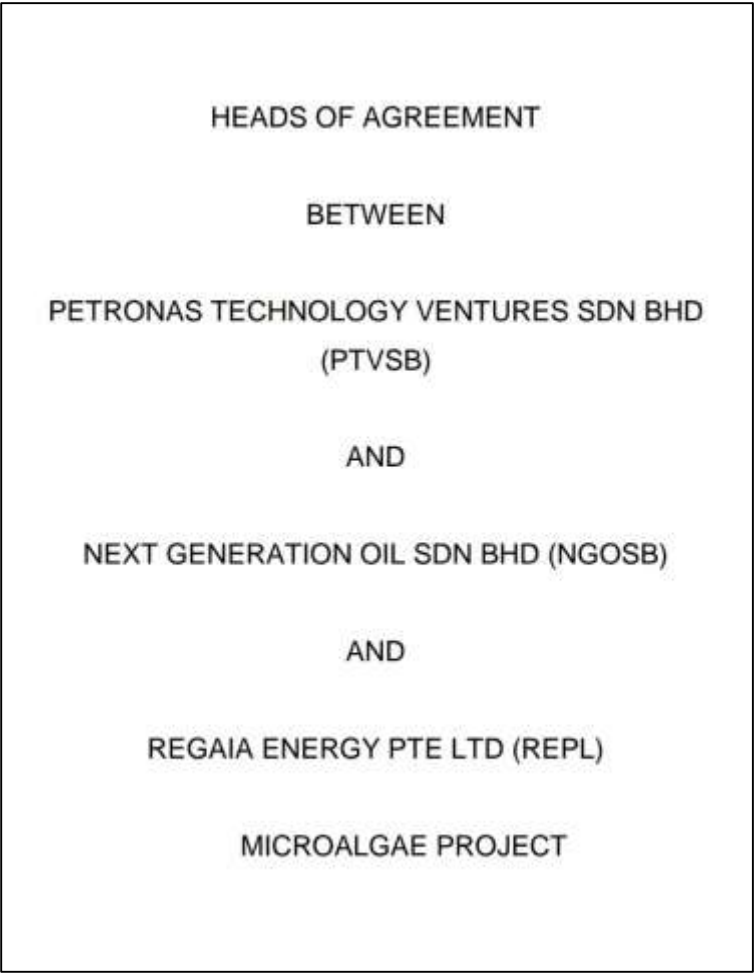 HEADS OF AGREEMENT
BETWEEN
PETRONAS TECHNOLOGY VENTURES SDN BHD
(PTVSB)
AND
NEXT GENERATION OIL SDN BHD (NGOSB)
AND
REGAIA ENERGY PTE LTD (REPL)
MICROALGAE PROJECT